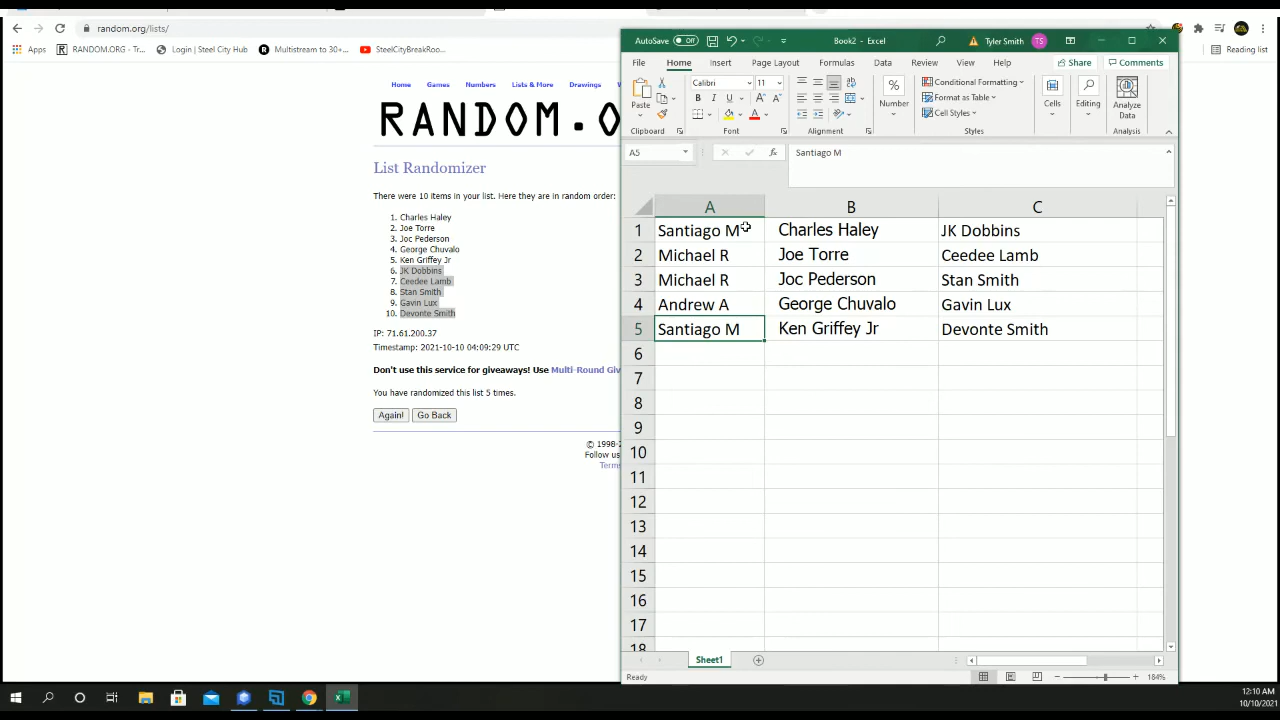 random.org/lists/
Apps
RANDOM.ORG - Tr...
Login | Steel City Hub
Multistream to 30+...
SteelCityBreakRoo...
Reading list
Home
Games
Numbers
Lists & More
Drawings
RANDOM.O
List Randomizer
There were 10 items in your list. Here they are in random order:
1. Charles Haley
2. Joe Torre
3. Joc Pederson
4. George Chuvalo
5. Ken Griffey Jr
6. JK Dobbins
7. Ceedee Lamb
8. Stan Smith
9. Gavin Lux
10. Devonte Smith
IP: 71.61.200.37
Timestamp: 2021-10-10 04:09:29 UTC
Don't use this service for giveaways! Use Multi-Round Giv
You have randomized this list 5 times.
Again!
Go Back
© 1998-2
Follow us
Terms
AutoSave Off
Book2 - Excel
Tyler Smith TS
File Home Insert Page Layout Formulas Data Review View Help Share Comments
Paste
Calibri 11
B I U A A
Number
Conditional Formatting
Format as Table
Cell Styles
Cells
Editing
Analyze
Data
Clipboard Font Alignment Styles Analysis
A5 fx Santiago M
A B C
1 Santiago M Charles Haley JK Dobbins
2 Michael R Joe Torre Ceedee Lamb
3 Michael R Joc Pederson Stan Smith
4 Andrew A George Chuvalo Gavin Lux
5 Santiago M Ken Griffey Jr Devonte Smith
6
7
8
9
10
11
12
13
14
15
16
17
18
Sheet1
Ready
184%
12:10 AM
10/10/2021